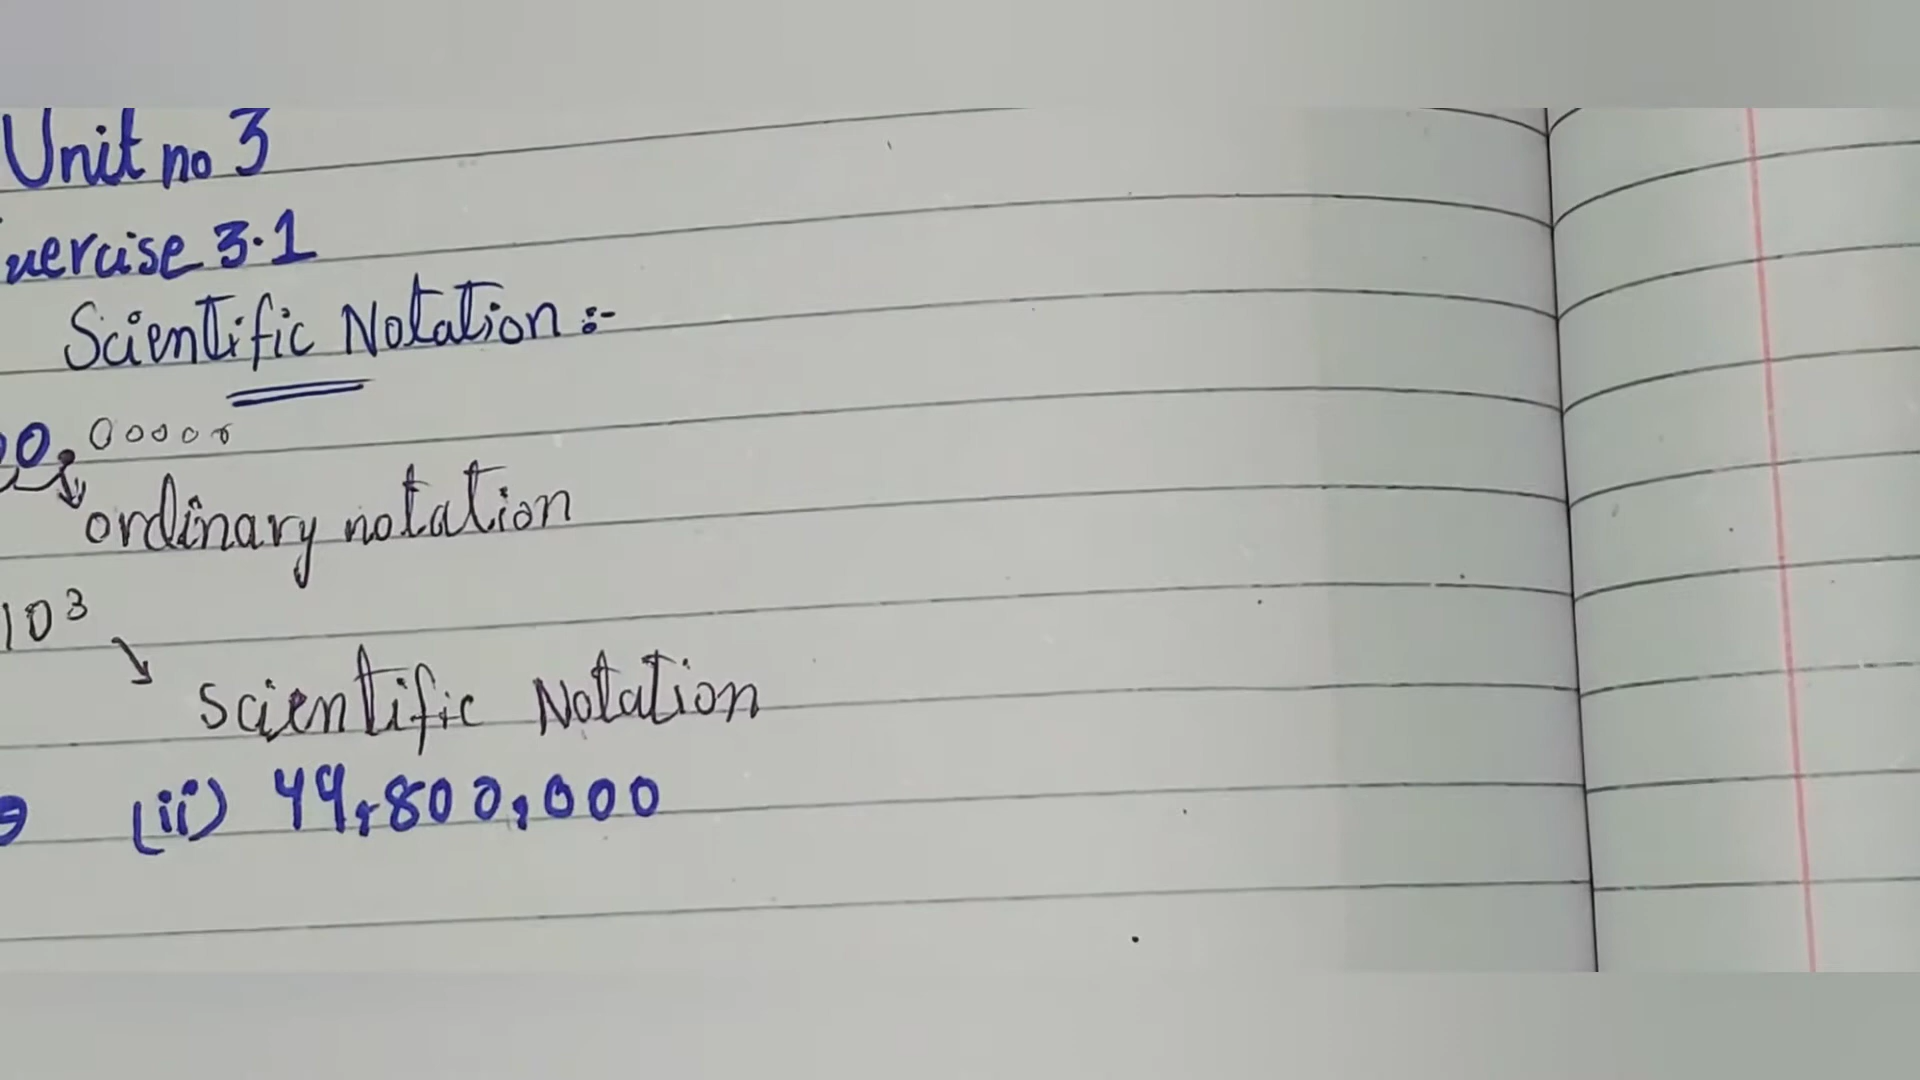 Unit no 3
xercise 3.1
Scientific Notation :-
0. 00000
ordinary notation
10³
Scientific Notation
(ii) 49,800,000